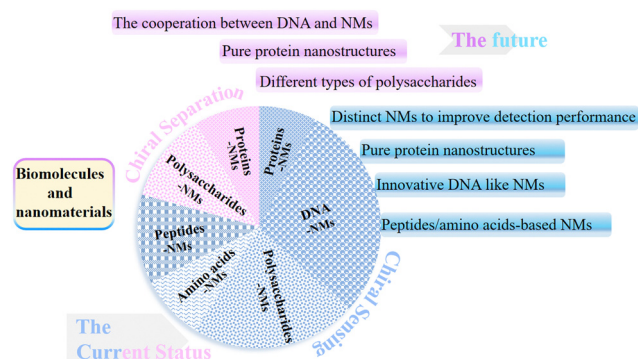 The cooperation between DNA and NMs
Pure protein nanostructures
Different types of polysaccharides
The future
Distinct NMs to improve detection performance
Pure protein nanostructures
Innovative DNA like NMs
Peptides/amino acids-based NMs
Chiral Separation
Proteins
-NMs
Polysaccharides
-NMs
Peptides
-NMs
Amino acids
-NMs
Polysaccharides
-NMs
DNA
-NMs
Proteins
-NMs
Chiral Sensing
Biomolecules
and
nanomaterials
The
Current Status